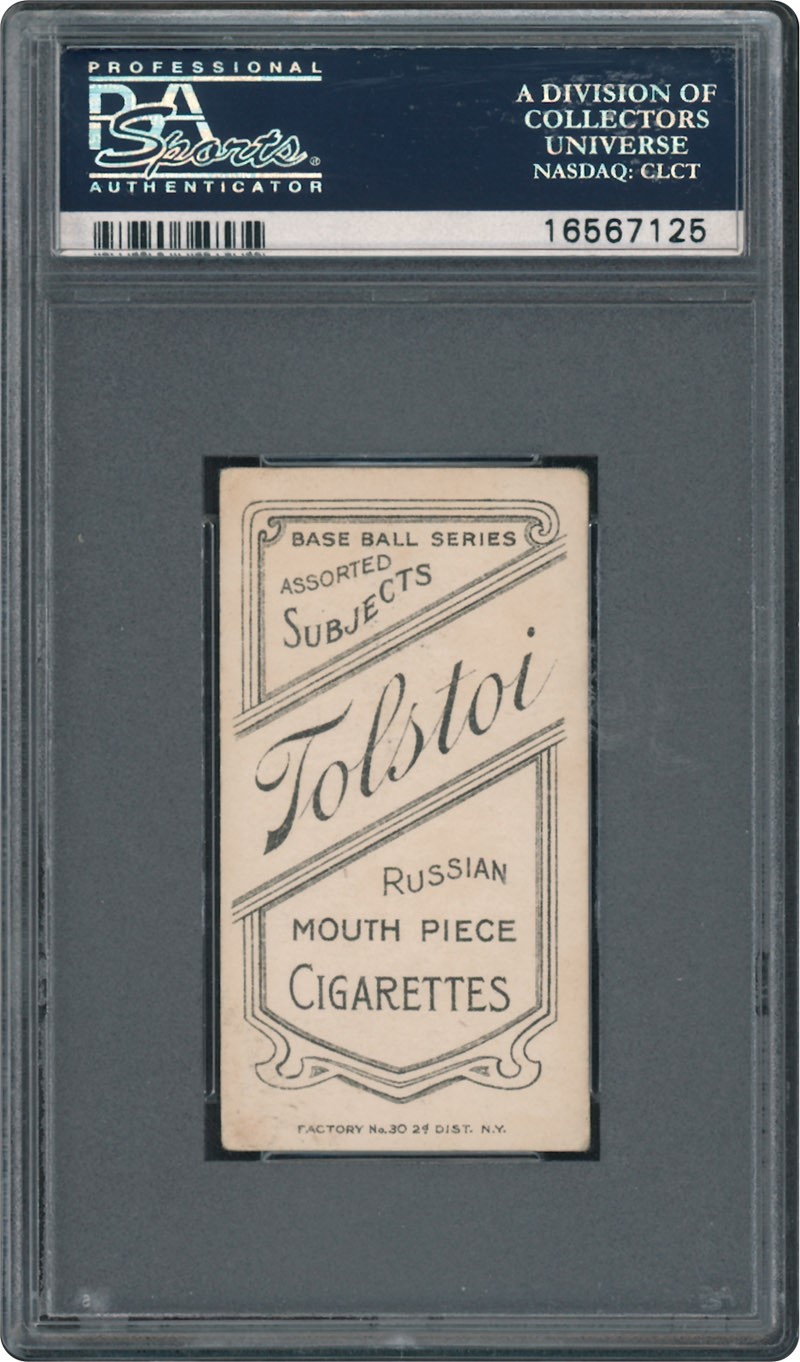 PROFESSIONAL
PSA
Sports®
AUTHENTICATOR
A DIVISION OF
COLLECTORS
UNIVERSE
NASDAQ: CLCT
16567125
BASE BALL SERIES
ASSORTED
SUBJECTS
Tolstoi
RUSSIAN
MOUTH PIECE
CIGARETTES
FACTORY No. 30 2d DIST. N.Y.